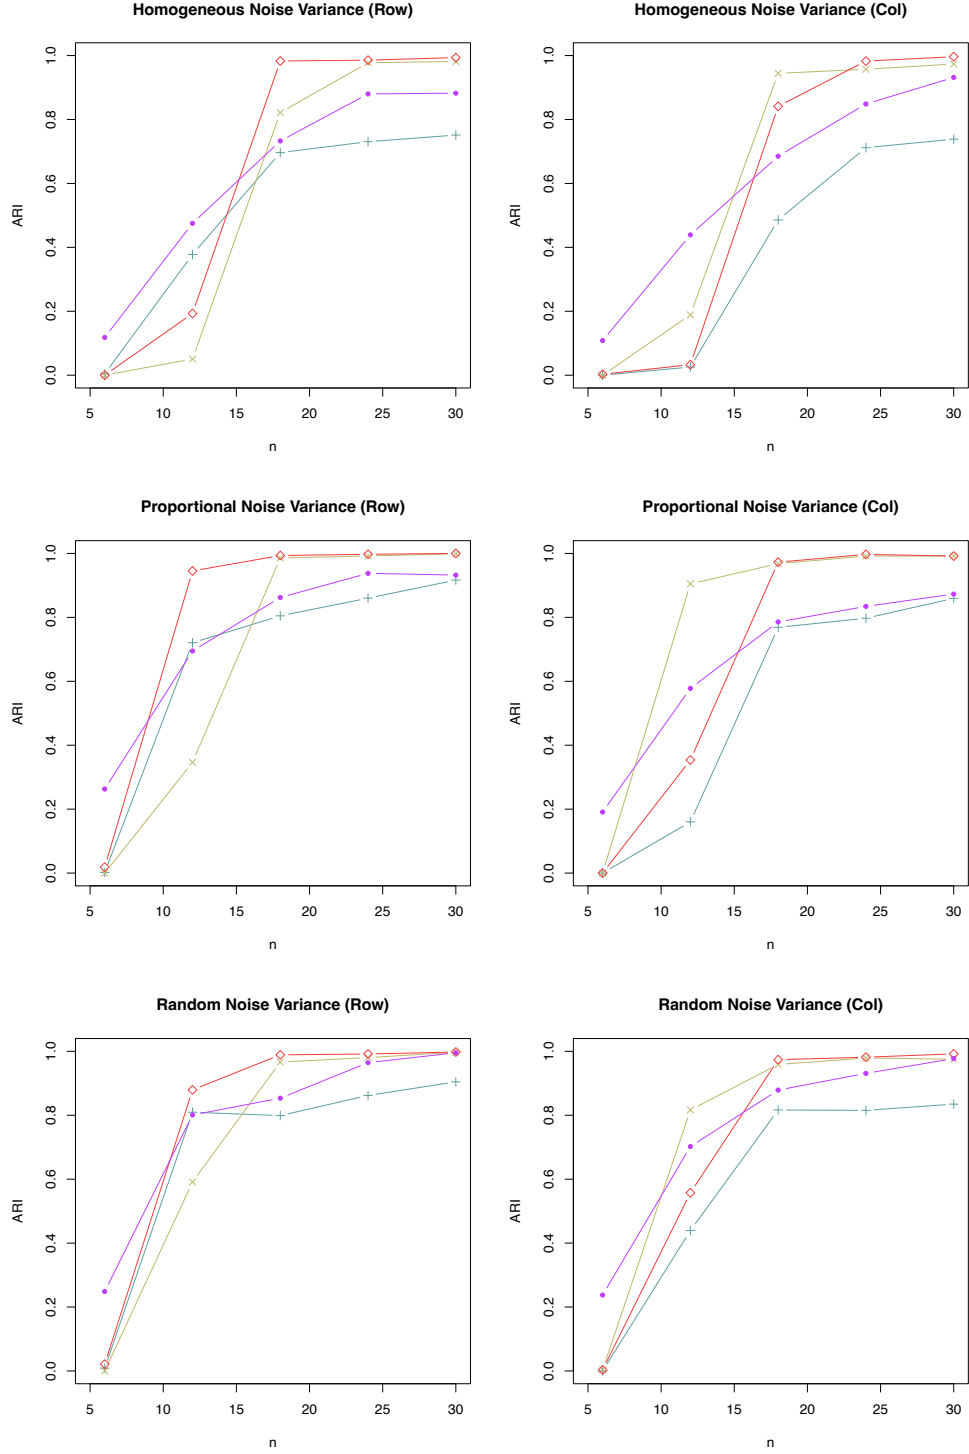 Homogeneous Noise Variance (Row)
ARI
0.0 0.2 0.4 0.6 0.8 1.0
5 10 15 20 25 30
n
Homogeneous Noise Variance (Col)
ARI
0.0 0.2 0.4 0.6 0.8 1.0
5 10 15 20 25 30
n
Proportional Noise Variance (Row)
ARI
0.0 0.2 0.4 0.6 0.8 1.0
5 10 15 20 25 30
n
Proportional Noise Variance (Col)
ARI
0.0 0.2 0.4 0.6 0.8 1.0
5 10 15 20 25 30
n
Random Noise Variance (Row)
ARI
0.0 0.2 0.4 0.6 0.8 1.0
5 10 15 20 25 30
n
Random Noise Variance (Col)
ARI
0.0 0.2 0.4 0.6 0.8 1.0
5 10 15 20 25 30
n